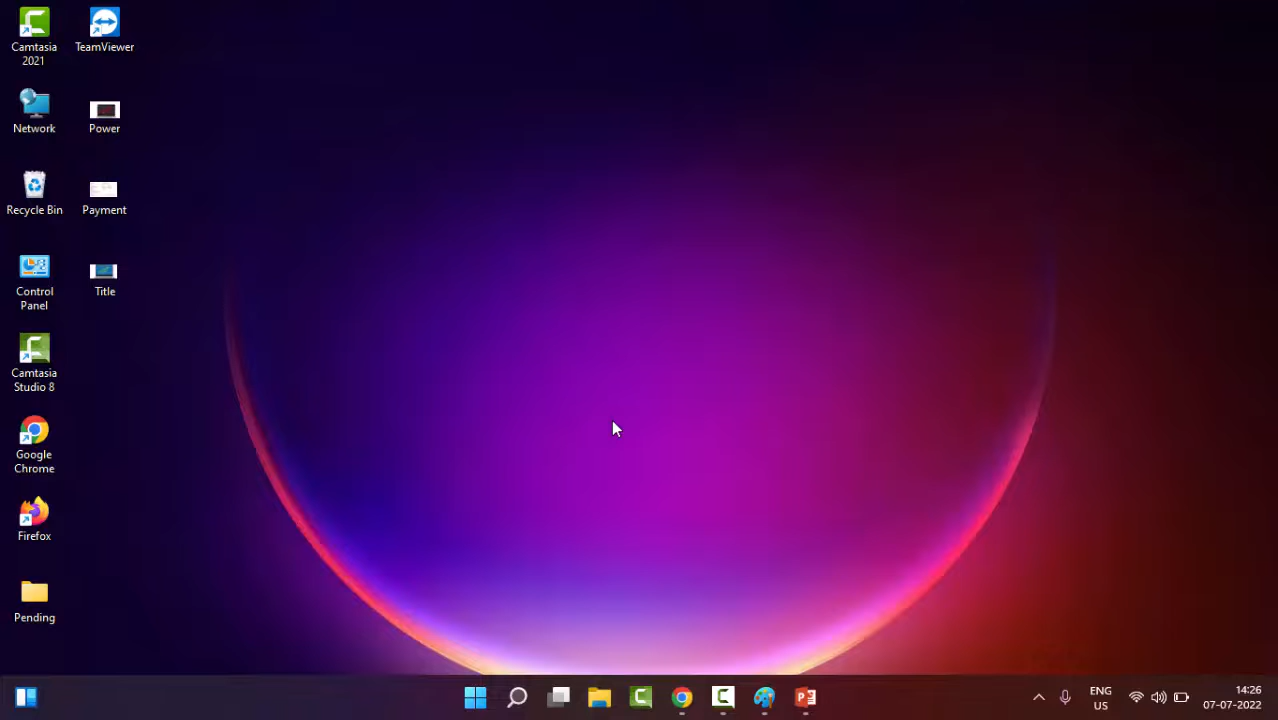 Camtasia
2021
TeamViewer
Network
Power
Recycle Bin
Payment
Control
Panel
Title
Camtasia
Studio 8
Google
Chrome
Firefox
Pending
ENG
US
14:26
07-07-2022